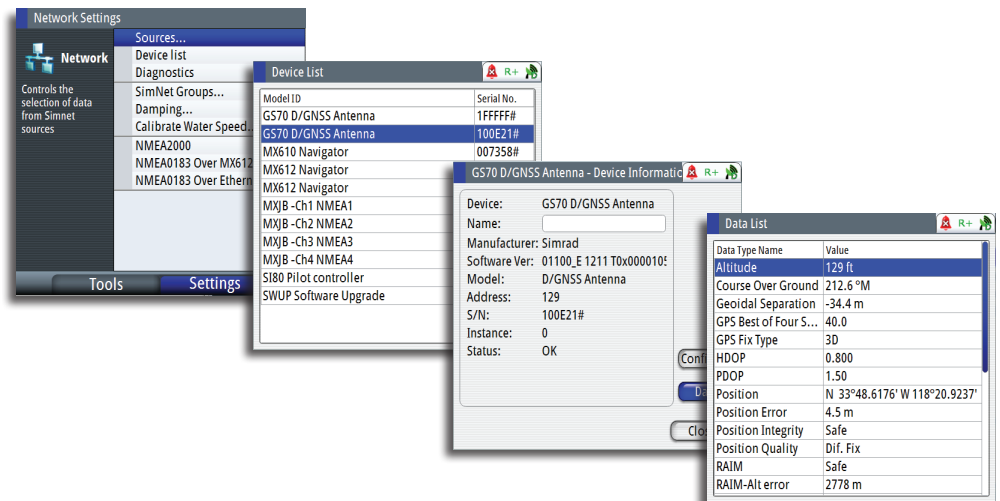 Network Settings
Network
Controls the
selection of data
from Simnet
sources
Sources...
Device list
Diagnostics
SimNet Groups...
Damping...
Calibrate Water Speed..
NMEA2000
NMEA0183 Over MX612
NMEA0183 Over Ethern
Tools Settings
Device List R+
Model ID Serial No.
GS70 D/GNSS Antenna 1FFFFF#
GS70 D/GNSS Antenna 100E21#
MX610 Navigator 007358#
MX612 Navigator
MX612 Navigator
MXJB -Ch1 NMEA1
MXJB -Ch2 NMEA2
MXJB -Ch3 NMEA3
MXJB -Ch4 NMEA4
SI80 Pilot controller
SWUP Software Upgrade
GS70 D/GNSS Antenna - Device Informatic R+
Device: GS70 D/GNSS Antenna
Name:
Manufacturer: Simrad
Software Ver: 01100_E 1211 T0x000010
Model: D/GNSS Antenna
Address: 129
S/N: 100E21#
Instance: 0
Status: OK
Confi
Da
Clo
Data List R+
Data Type Name Value
Altitude 129 ft
Course Over Ground 212.6 °M
Geoidal Separation -34.4 m
GPS Best of Four S... 40.0
GPS Fix Type 3D
HDOP 0.800
PDOP 1.50
Position N 33°48.6176' W 118°20.9237'
Position Error 4.5 m
Position Integrity Safe
Position Quality Dif. Fix
RAIM Safe
RAIM-Alt error 2778 m